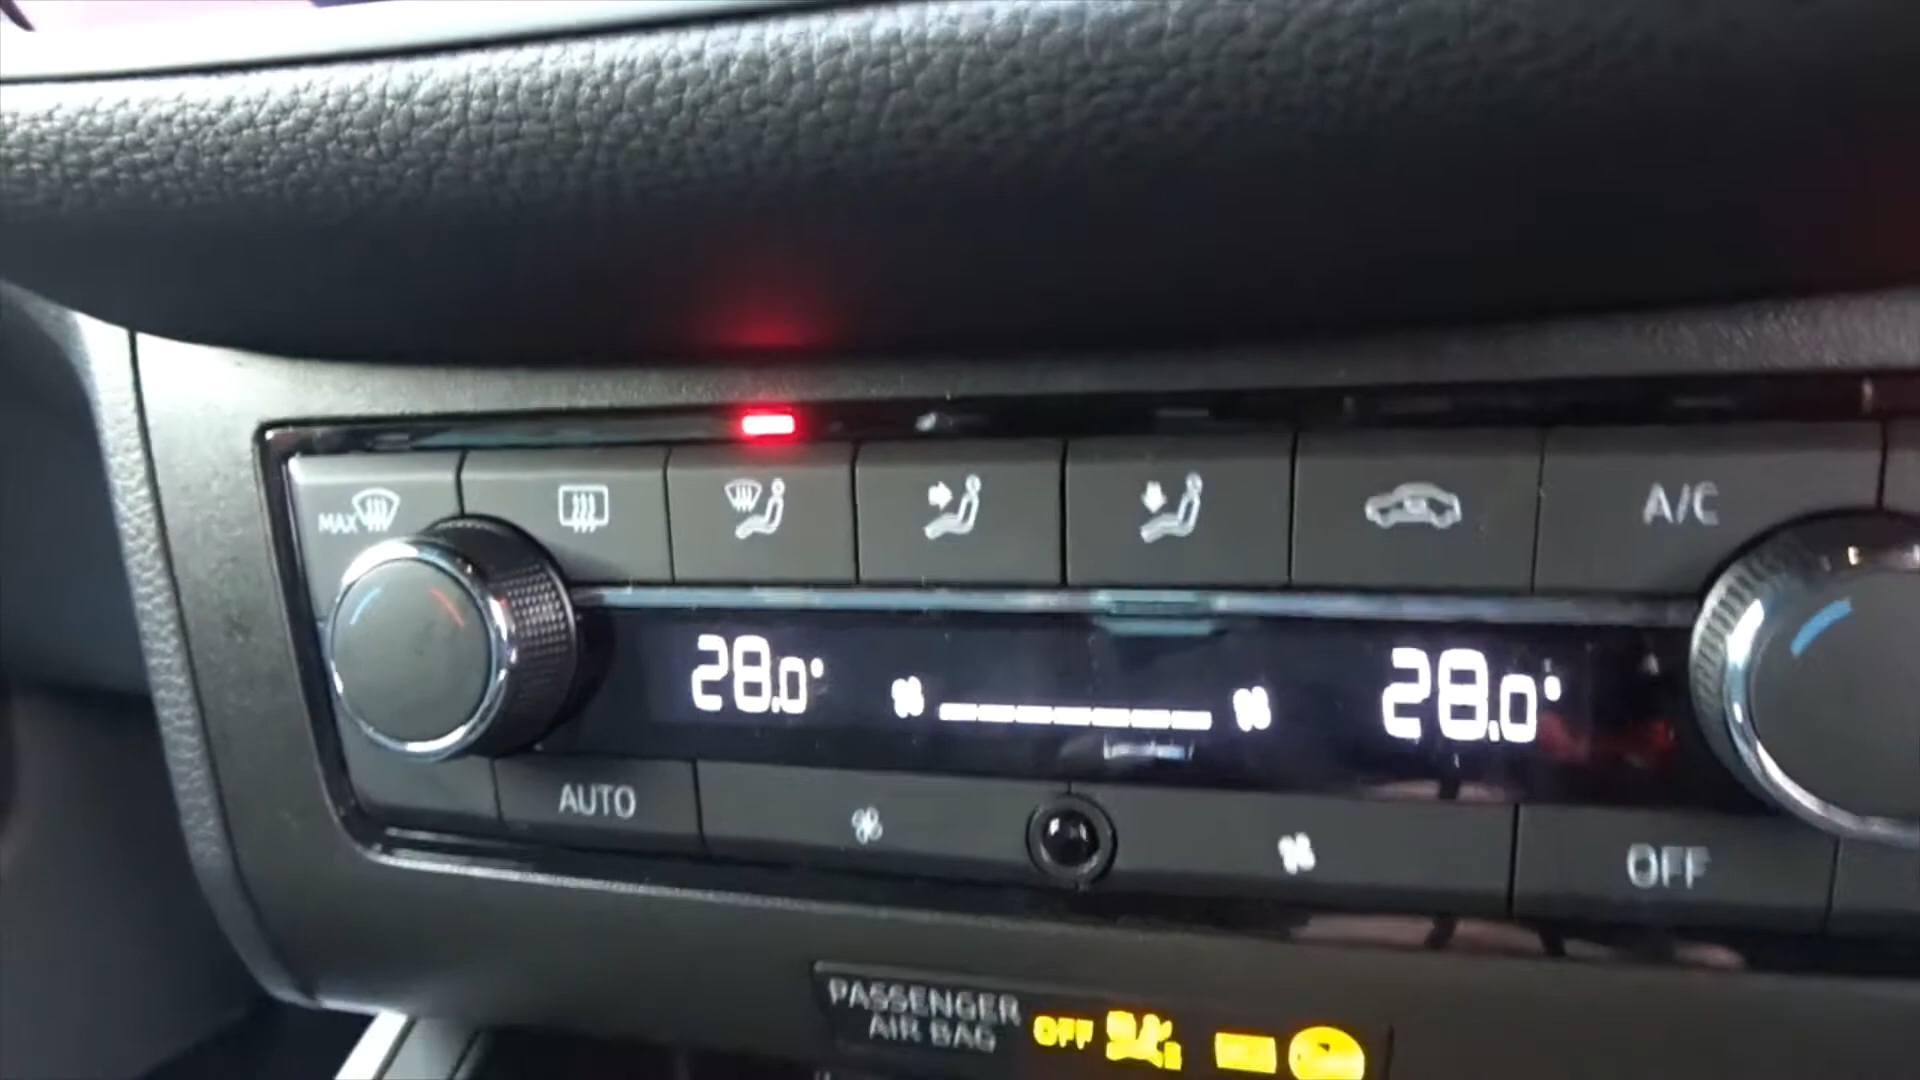 MAX
A/C
28.0°
28.0°
AUTO
OFF
PASSENGER
AIR BAG
OFF